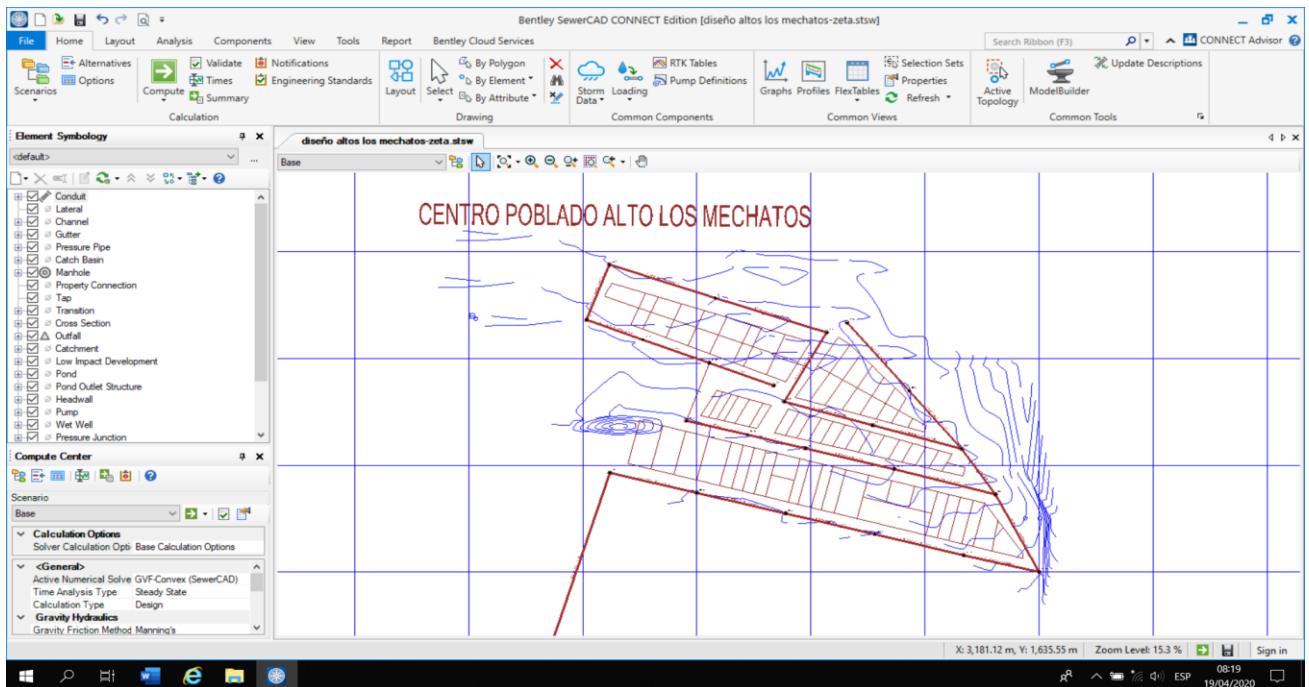 Bentley SewerCAD CONNECT Edition [diseño altos los mechatos-zeta.stsw]
File Home Layout Analysis Components View Tools Report Bentley Cloud Services Search Ribbon (F3) CONNECT Advisor
Scenarios Alternatives Options Compute Validate Times Summary Notifications Engineering Standards Layout Select By Polygon By Element By Attribute Storm Data Loading RTK Tables Pump Definitions Graphs Profiles FlexTables Selection Sets Properties Refresh Active Topology ModelBuilder Update Descriptions
Calculation Drawing Common Components Common Views Common Tools
Element Symbology
<default>
Conduit
Lateral
Channel
Gutter
Pressure Pipe
Catch Basin
Manhole
Property Connection
Tap
Transition
Cross Section
Outfall
Catchment
Low Impact Development
Pond
Pond Outlet Structure
Headwall
Pump
Wet Well
Pressure Junction
Compute Center
Scenario
Base
Calculation Options
Solver Calculation Opti Base Calculation Options
<General>
Active Numerical Solve GVF-Convex (SewerCAD)
Time Analysis Type Steady State
Calculation Type Design
Gravity Hydraulics
Gravity Friction Method Manning's
diseño altos los mechatos-zeta.stsw
Base
CENTRO POBLADO ALTO LOS MECHATOS
X: 3,181.12 m, Y: 1,635.55 m Zoom Level: 15.3 % Sign in
ESP
08:19
19/04/2020